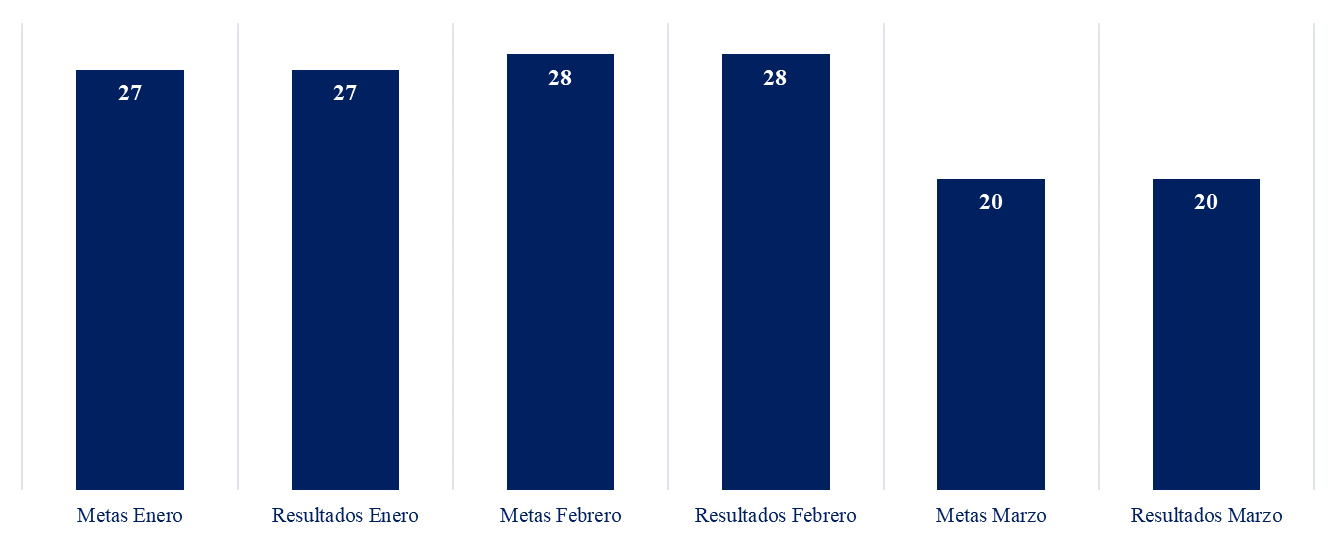 27
27
28
28
20
20
Metas Enero
Resultados Enero
Metas Febrero
Resultados Febrero
Metas Marzo
Resultados Marzo